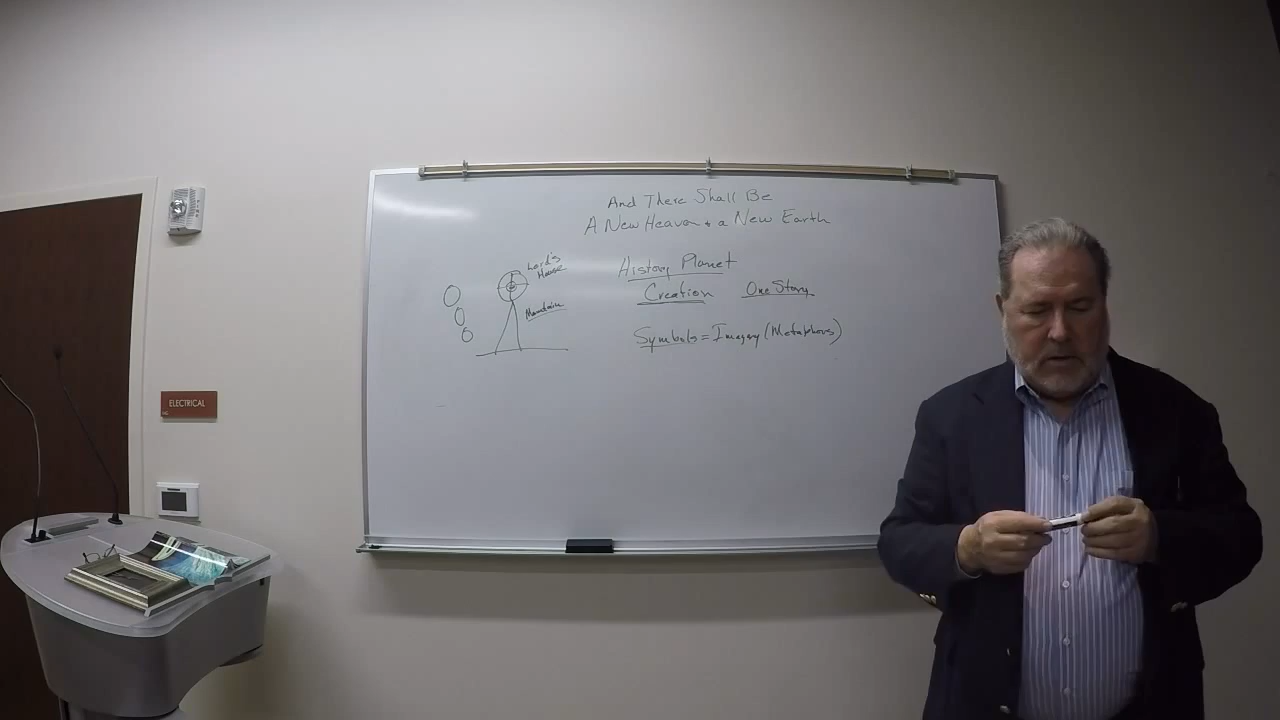 And There Shall Be
A New Heaven + a New Earth
Lord's
House
Mountain
History Planet
Creation One Story
Symbols = Imagery (Metaphors)
ELECTRICAL